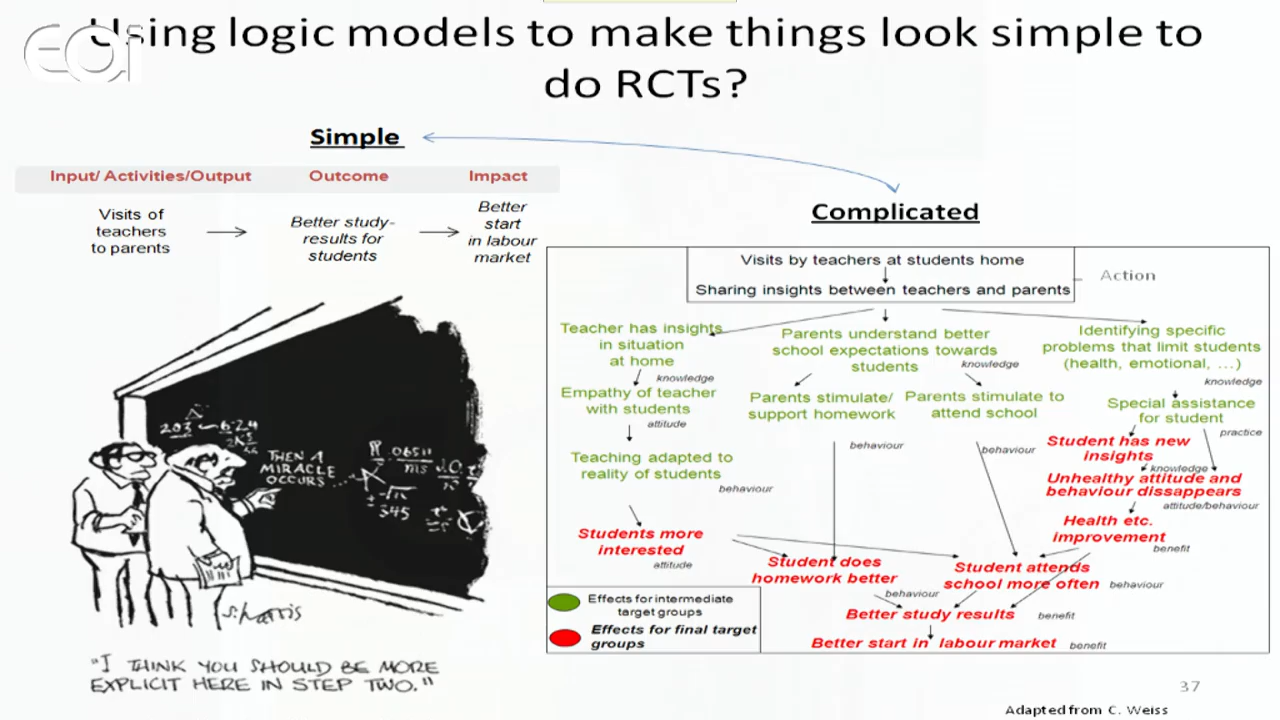 Using logic models to make things look simple to
do RCTs?
EOI
Simple
Input/ Activities/Output Outcome Impact
Visits of
teachers
to parents
Better study-
results for
students
Better
start
in labour
market
Complicated
Visits by teachers at students home
Sharing insights between teachers and parents
Action
Teacher has insights
in situation
at home
knowledge
Empathy of teacher
with students
attitude
Teaching adapted to
reality of students
behaviour
Students more
interested
attitude
Parents understand better
school expectations towards
students
knowledge
Parents stimulate/
support homework
behaviour
Parents stimulate to
attend school
behaviour
Identifying specific
problems that limit students
(health, emotional, ...)
knowledge
Special assistance
for student
practice
Student has new
insights
knowledge
Unhealthy attitude and
behaviour dissappears
attitude/behaviour
Health etc.
improvement
benefit
Student does
homework better
behaviour
Student attends
school more often
behaviour
Better study results
benefit
Better start in labour market
benefit
Effects for intermediate
target groups
Effects for final target
groups
THEN A
MIRACLE
OCCURS
S. Harris
"I THINK YOU SHOULD BE MORE
EXPLICIT HERE IN STEP TWO."
37
Adapted from C. Weiss